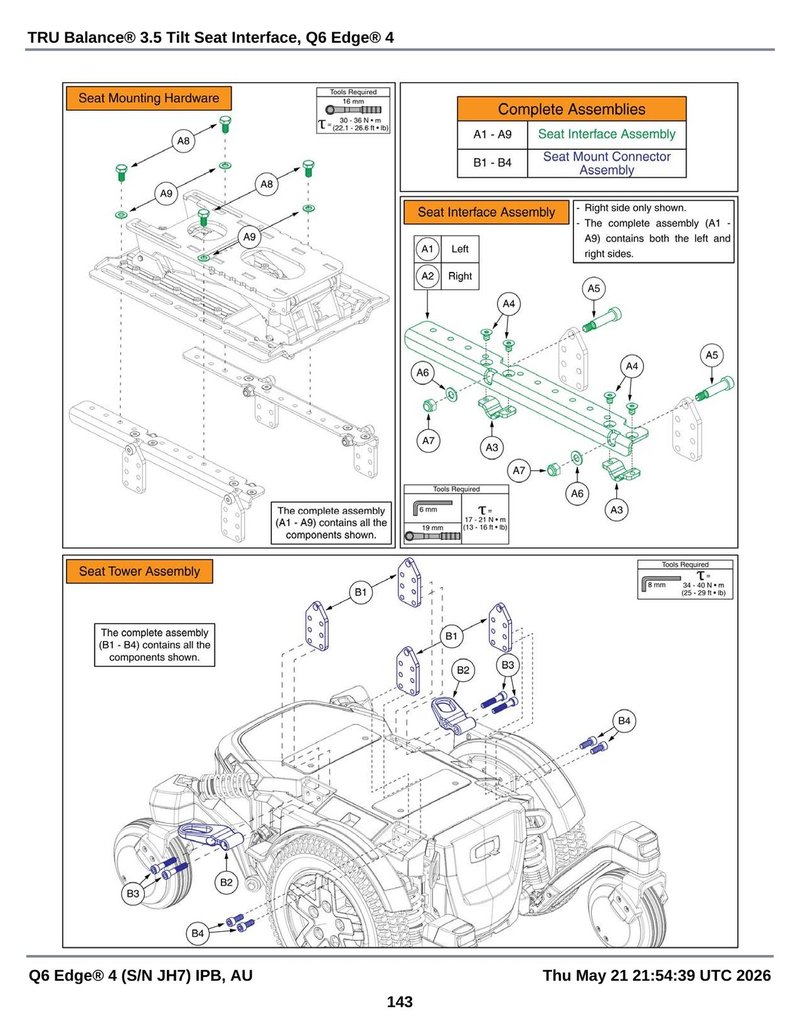 TRU Balance® 3.5 Tilt Seat Interface, Q6 Edge® 4
Seat Mounting Hardware
Tools Required
16 mm
τ = 30 - 36 N • m
(22.1 - 26.6 ft • lb)
A8
A9
A8
A9
The complete assembly
(A1 - A9) contains all the
components shown.
Complete Assemblies
A1 - A9 Seat Interface Assembly
B1 - B4 Seat Mount Connector
Assembly
Seat Interface Assembly
- Right side only shown.
- The complete assembly (A1 -
A9) contains both the left and
right sides.
A1 Left
A2 Right
A4
A5
A6
A7
A3
A4
A5
A7
A6
A3
Tools Required
6 mm
19 mm
τ =
17 - 21 N • m
(13 - 16 ft • lb)
Seat Tower Assembly
Tools Required
8 mm
τ =
34 - 40 N • m
(25 - 29 ft • lb)
The complete assembly
(B1 - B4) contains all the
components shown.
B1
B1
B2
B3
B4
B3
B2
B4
Q6 Edge® 4 (S/N JH7) IPB, AU
Thu May 21 21:54:39 UTC 2026
143